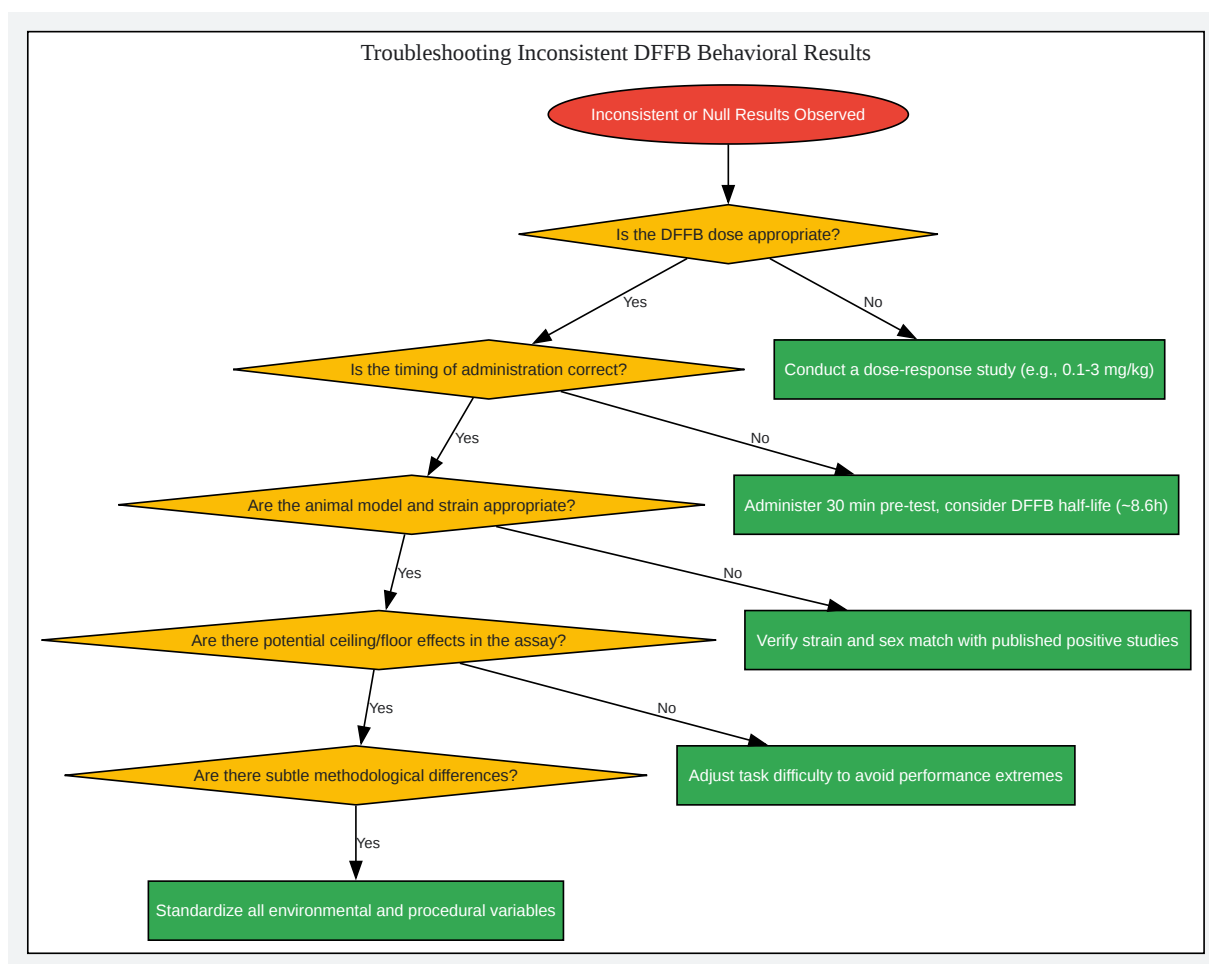 Troubleshooting Inconsistent DFFB Behavioral Results
Inconsistent or Null Results Observed
Is the DFFB dose appropriate?
Yes
No
Is the timing of administration correct?
Conduct a dose-response study (e.g., 0.1-3 mg/kg)
Yes
No
Are the animal model and strain appropriate?
Administer 30 min pre-test, consider DFFB half-life (~8.6h)
Yes
No
Are there potential ceiling/floor effects in the assay?
Verify strain and sex match with published positive studies
Yes
No
Are there subtle methodological differences?
Adjust task difficulty to avoid performance extremes
Yes
Standardize all environmental and procedural variables